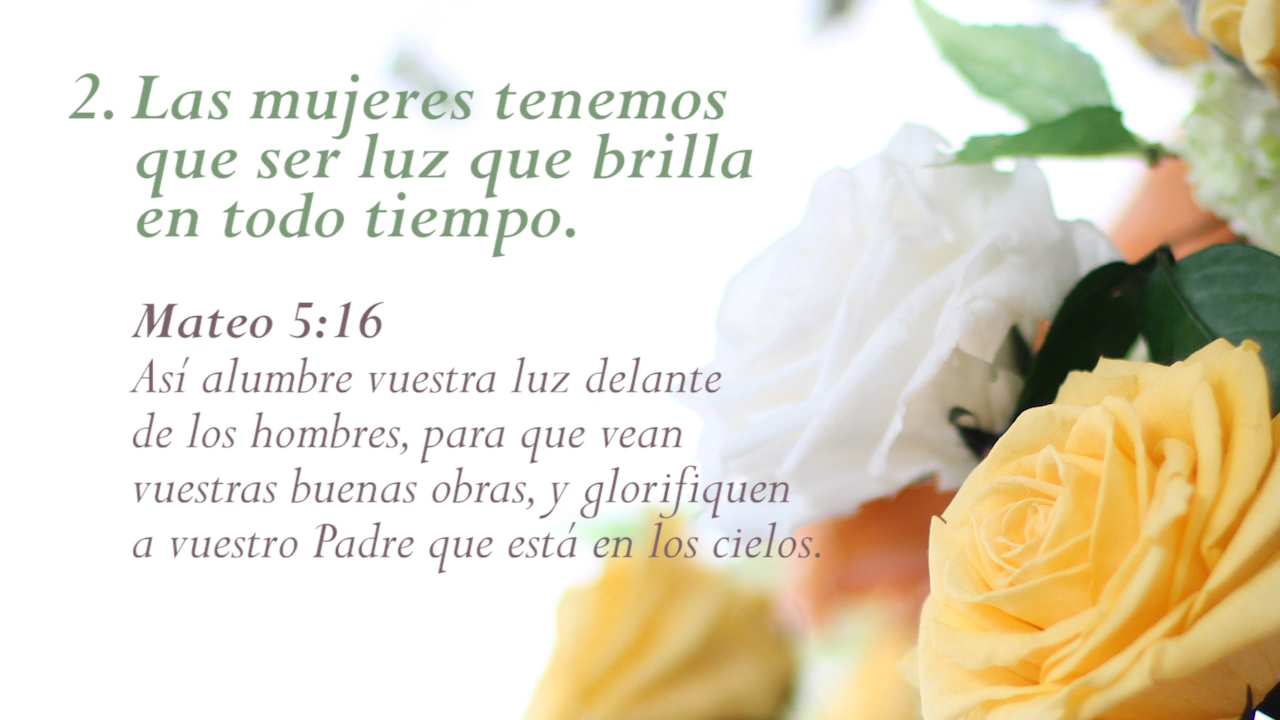 2. Las mujeres tenemos
que ser luz que brilla
en todo tiempo.
Mateo 5:16
Así alumbre vuestra luz delante
de los hombres, para que vean
vuestras buenas obras, y glorifiquen
a vuestro Padre que está en los cielos.